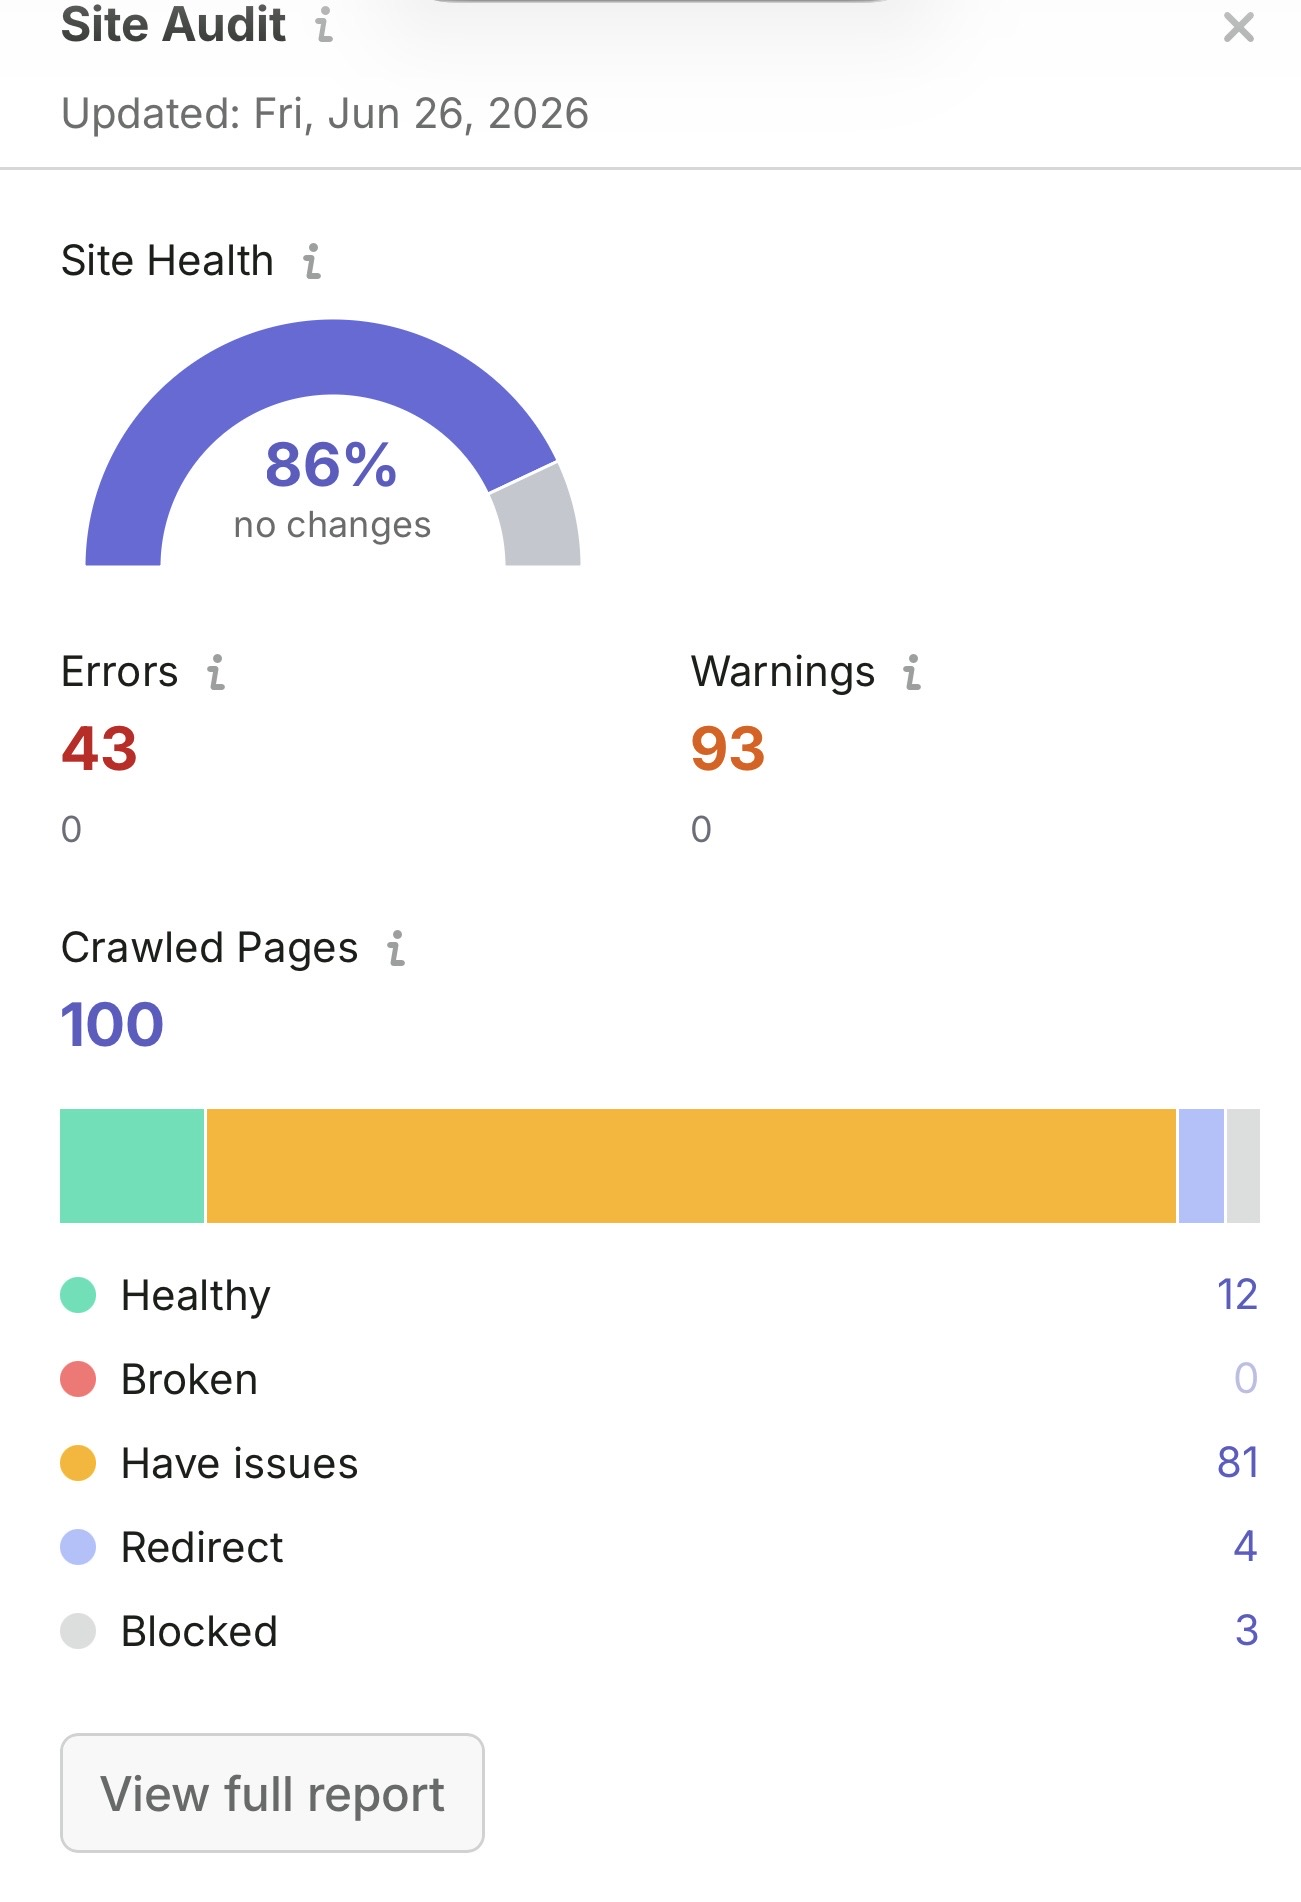 Site Audit
Updated: Fri, Jun 26, 2026
Site Health
86%
no changes
Errors
43
0
Warnings
93
0
Crawled Pages
100
Healthy 12
Broken 0
Have issues 81
Redirect 4
Blocked 3
View full report